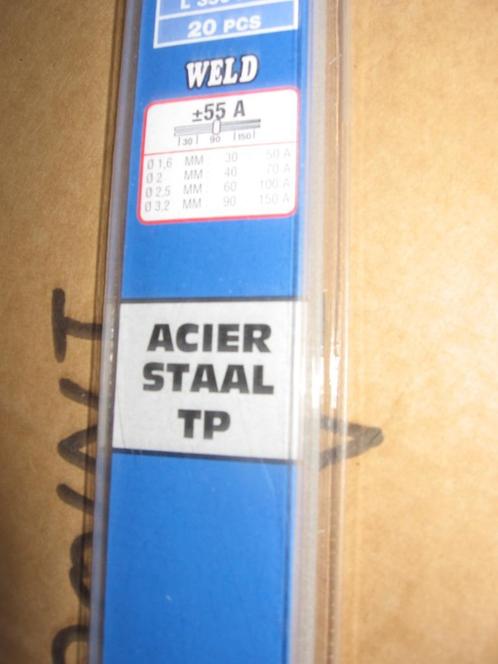 L 350
20 PCS
WELD
±55 A
30 90 150
Ø 1,6 MM 30 50 A
Ø 2 MM 40 70 A
Ø 2,5 MM 60 100 A
Ø 3,2 MM 90 150 A
ACIER
STAAL
TP